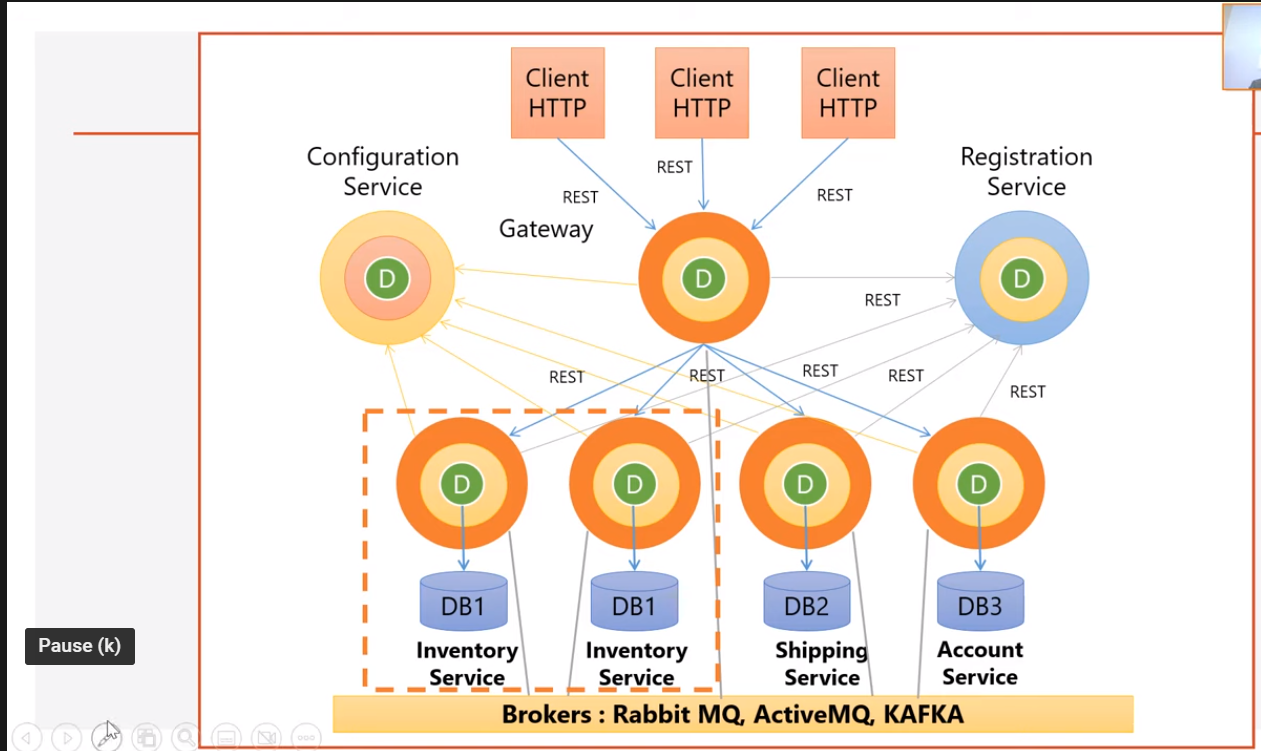 Client
HTTP
Client
HTTP
Client
HTTP
Configuration
Service
Registration
Service
REST
REST
REST
Gateway
D
D
D
REST
REST
REST
REST
REST
REST
D
D
D
D
DB1
DB1
DB2
DB3
Inventory
Service
Inventory
Service
Shipping
Service
Account
Service
Pause (k)
Brokers : Rabbit MQ, ActiveMQ, KAFKA